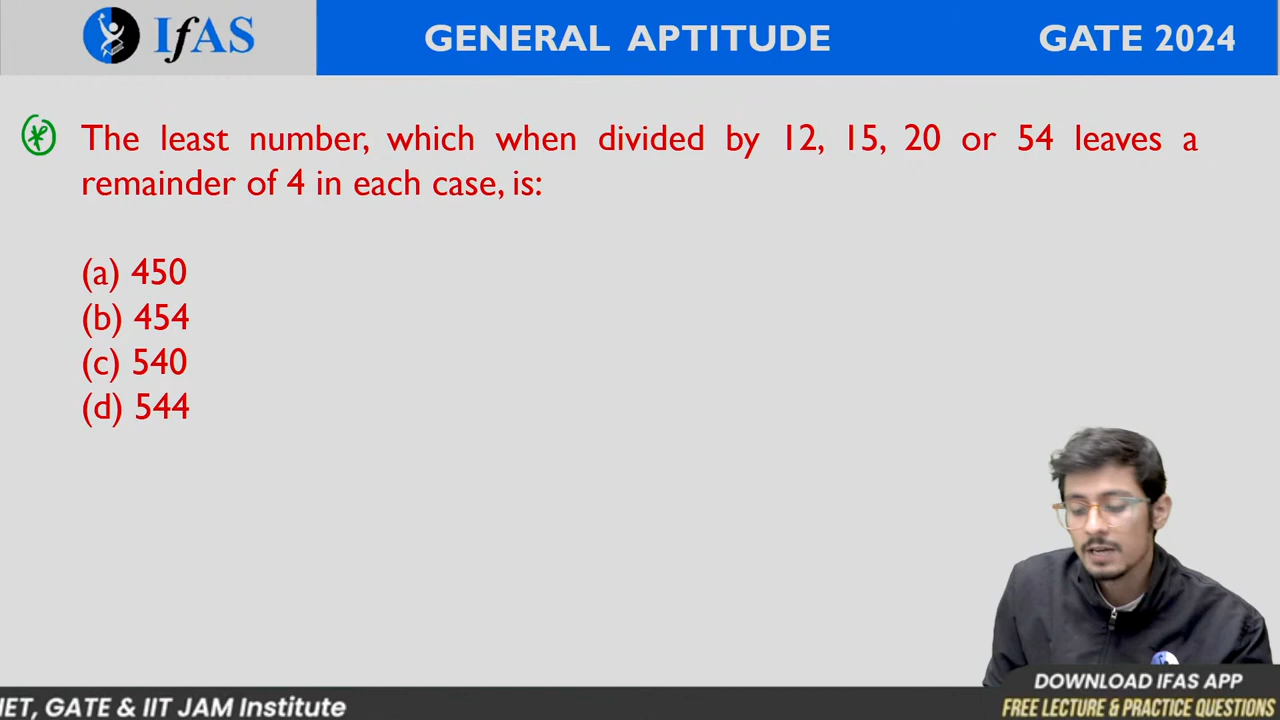 IfAS
GENERAL APTITUDE
GATE 2024
The least number, which when divided by 12, 15, 20 or 54 leaves a
remainder of 4 in each case, is:
(a) 450
(b) 454
(c) 540
(d) 544
DOWNLOAD IFAS APP
NET, GATE & IIT JAM Institute
FREE LECTURE & PRACTICE QUESTIONS